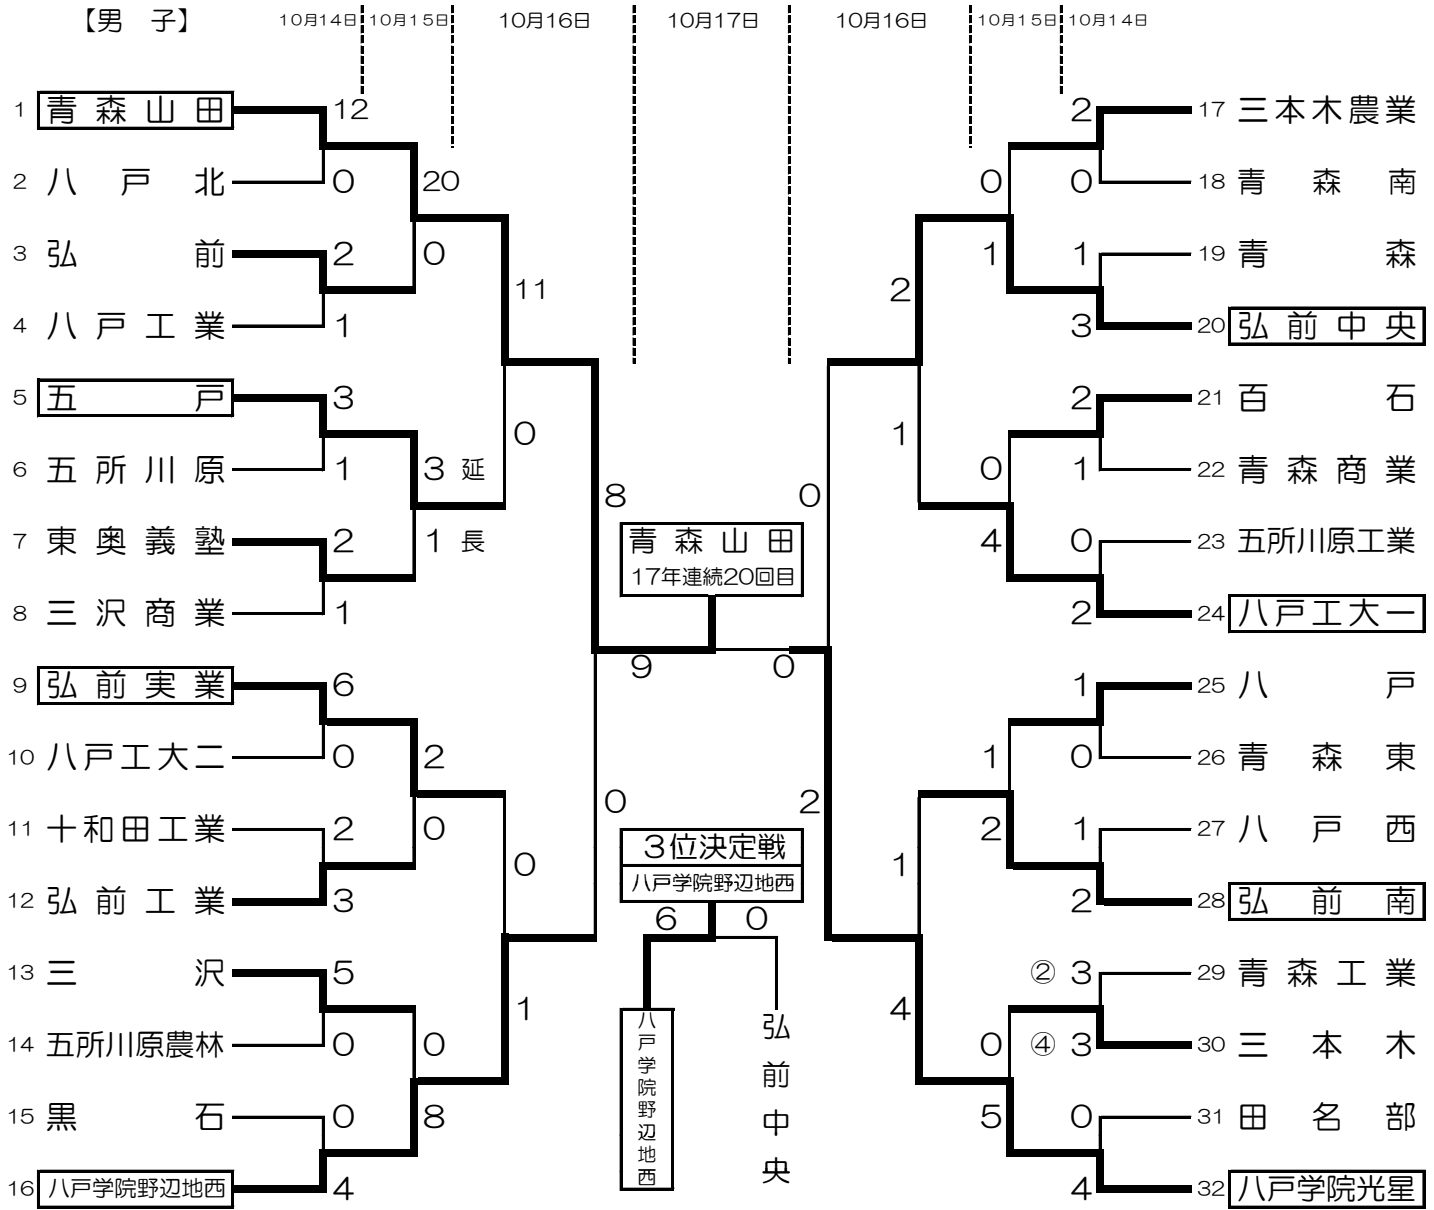 【男　子】
10月14日 10月15日 10月16日 10月17日 10月16日 10月15日 10月14日
1 青森山田 12
2 八戸北 0
20
3 弘前 2
0
4 八戸工業 1
11
5 五戸 3
0
6 五所川原 1
3 延
7 東奥義塾 2
1 長
8 三沢商業 1
8
9 弘前実業 6
10 八戸工大二 0
2
11 十和田工業 2
0
12 弘前工業 3
0
0
13 三沢 5
1
14 五所川原農林 0
0
15 黒石 0
8
16 八戸学院野辺地西 4
青森山田
17年連続20回目
9 0
3位決定戦
八戸学院野辺地西
6 0
八戸学院野辺地西
弘前中央
2 17 三本木農業
0
0 18 青森南
1
1 19 青森
2
3 20 弘前中央
2 21 百石
1
0
1 22 青森商業
4
0 23 五所川原工業
2 24 八戸工大一
0
1 25 八戸
1
0 26 青森東
2
2
1 27 八戸西
1
2 28 弘前南
② 3 29 青森工業
4
0
④ 3 30 三本木
5
0 31 田名部
4 32 八戸学院光星